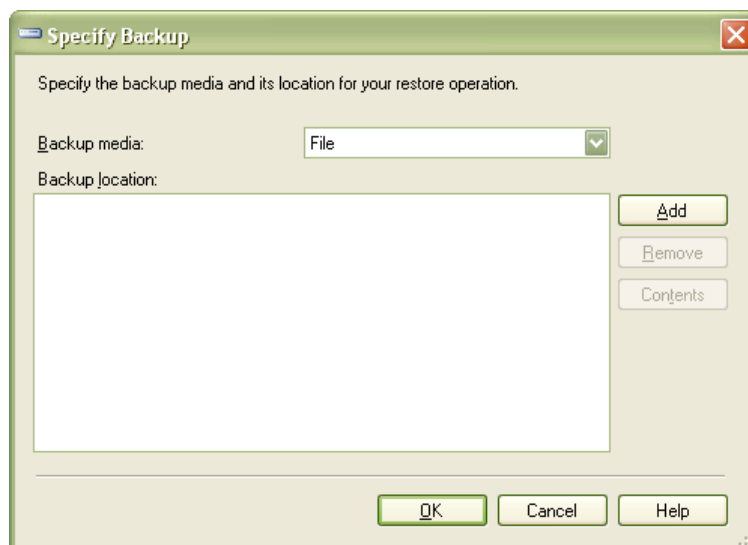 Specify Backup
Specify the backup media and its location for your restore operation.
Backup media: File
Backup location:
Add
Remove
Contents
OK Cancel Help